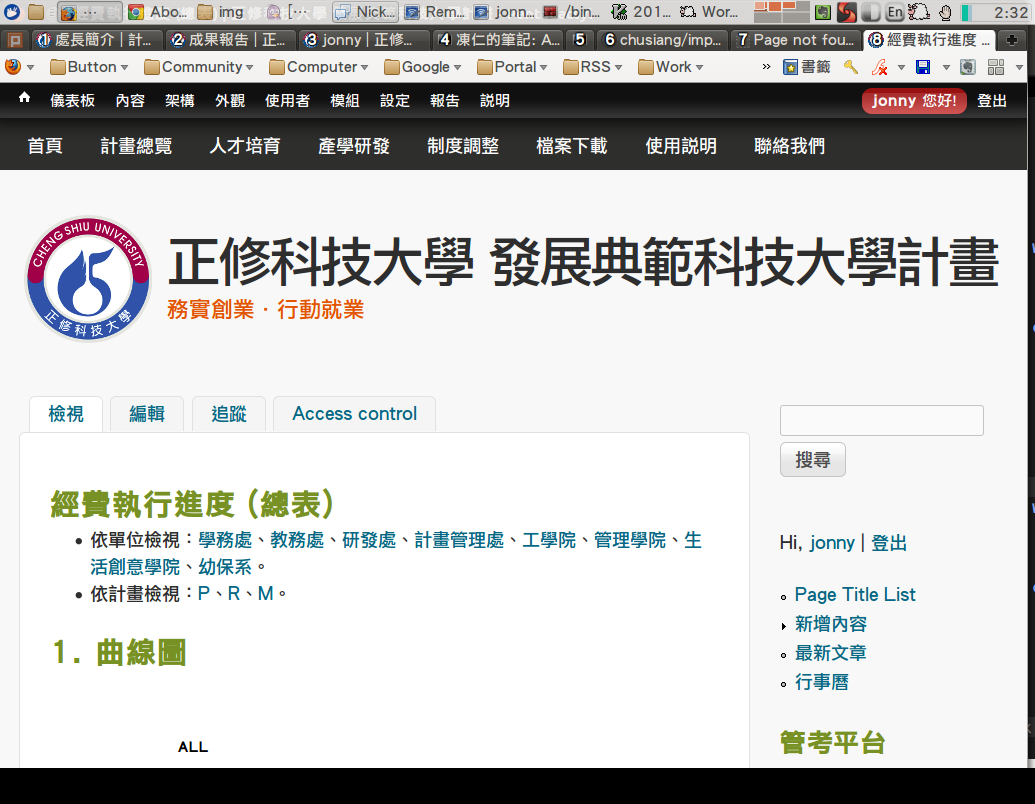 Abo... img [... Nick... Rem... jonn... /bin... 201... Wor... En 2:32
1 處長簡介 | 計... 2 成果報告 | 正... 3 jonny | 正修... 4 凍仁的筆記: A... 5 6 chusiang/imp... 7 Page not fou... 8 經費執行進度 ...
Button Community Computer Google Portal RSS Work » 書籤
儀表板 內容 架構 外觀 使用者 模組 設定 報告 說明 jonny 您好! 登出
首頁 計畫總覽 人才培育 產學研發 制度調整 檔案下載 使用說明 聯絡我們
CHENG SHIU UNIVERSITY
正修科技大學
正修科技大學 發展典範科技大學計畫
務實創業 · 行動就業
檢視 編輯 追蹤 Access control
搜尋
經費執行進度 (總表)
• 依單位檢視：學務處、教務處、研發處、計畫管理處、工學院、管理學院、生
活創意學院、幼保系。
• 依計畫檢視：P、R、M。
1. 曲線圖
ALL
Hi, jonny | 登出
Page Title List
新增內容
最新文章
行事曆
管考平台